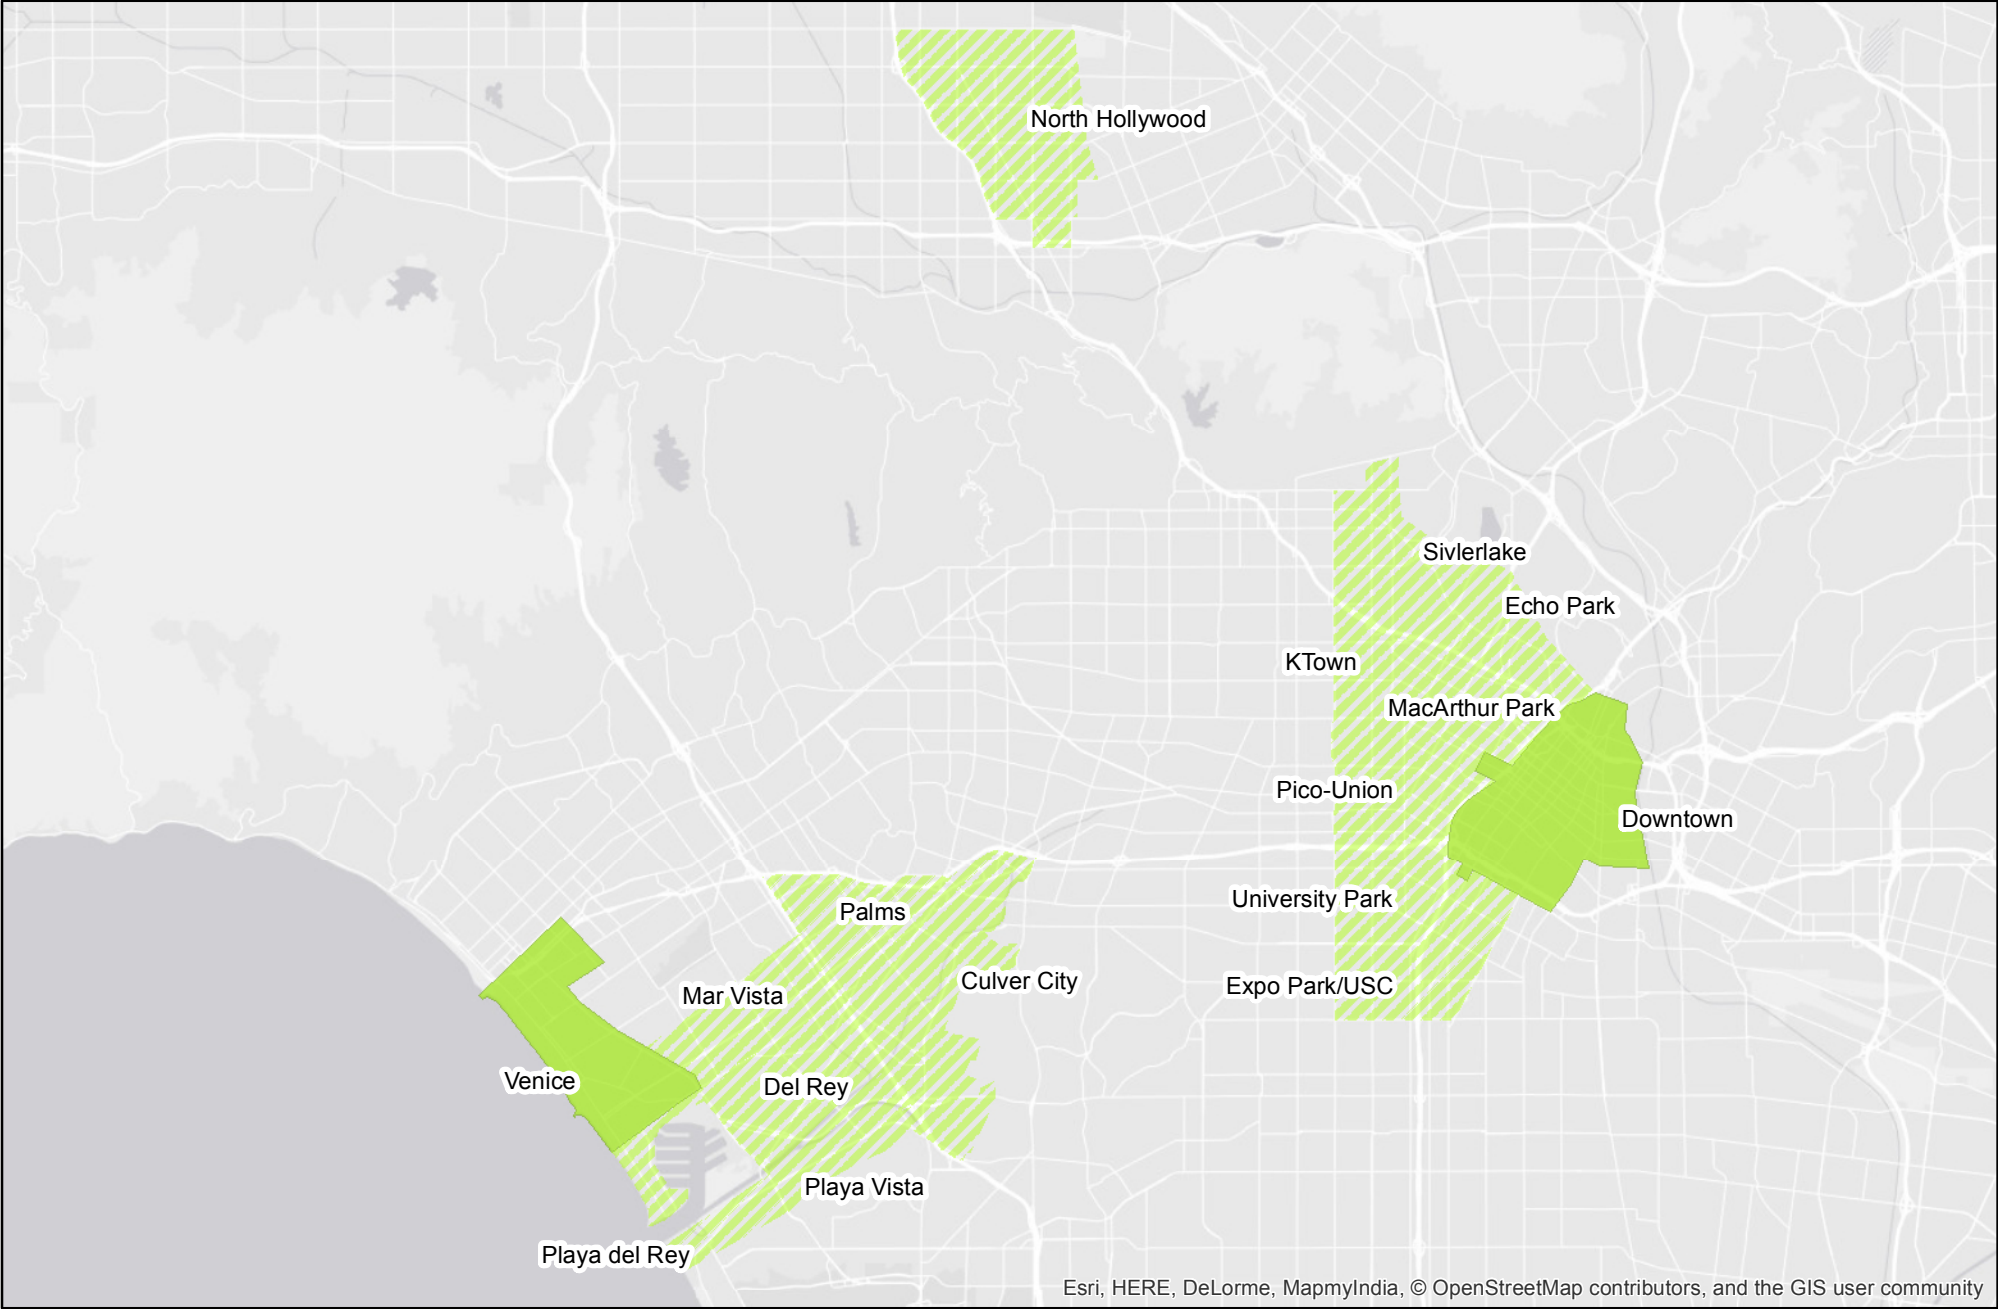 North Hollywood
Sivlerlake
Echo Park
KTown
MacArthur Park
Pico-Union
Downtown
University Park
Palms
Culver City
Expo Park/USC
Mar Vista
Venice
Del Rey
Playa Vista
Playa del Rey
Esri, HERE, DeLorme, MapmyIndia, © OpenStreetMap contributors, and the GIS user community